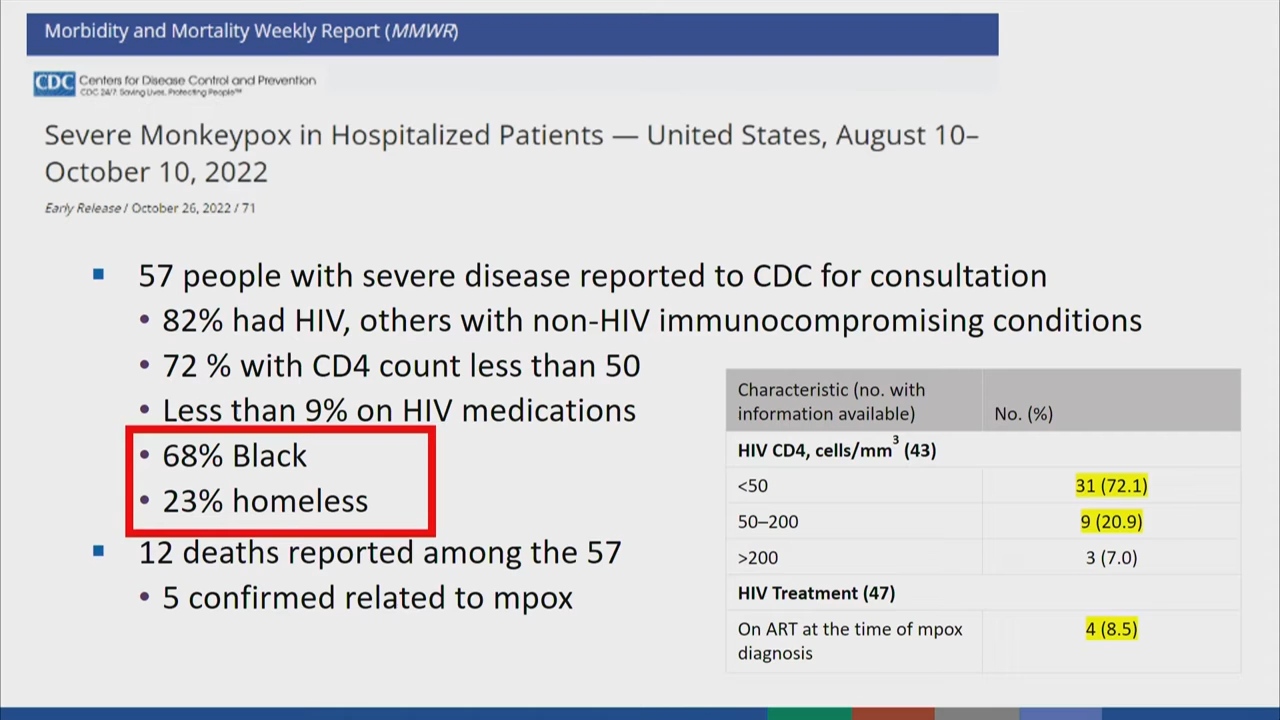 Morbidity and Mortality Weekly Report (MMWR)
CDC Centers for Disease Control and Prevention
CDC 24/7: Saving Lives, Protecting People™
Severe Monkeypox in Hospitalized Patients — United States, August 10–
October 10, 2022
Early Release / October 26, 2022 / 71
57 people with severe disease reported to CDC for consultation
82% had HIV, others with non-HIV immunocompromising conditions
72 % with CD4 count less than 50
Less than 9% on HIV medications
68% Black
23% homeless
12 deaths reported among the 57
5 confirmed related to mpox
Characteristic (no. with
information available) No. (%)
HIV CD4, cells/mm³ (43)
<50 31 (72.1)
50–200 9 (20.9)
>200 3 (7.0)
HIV Treatment (47)
On ART at the time of mpox 4 (8.5)
diagnosis